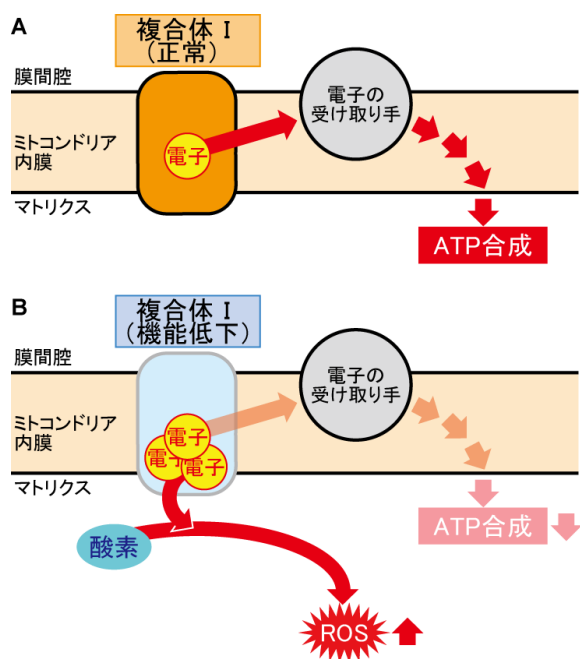 A
複合体Ⅰ
(正常)
膜間腔
電子の
受け取り手
ミトコンドリア
内膜
電子
マトリクス
ATP合成
B
複合体Ⅰ
(機能低下)
膜間腔
電子の
受け取り手
ミトコンドリア
内膜
電子
電子
電子
マトリクス
ATP合成
酸素
ROS